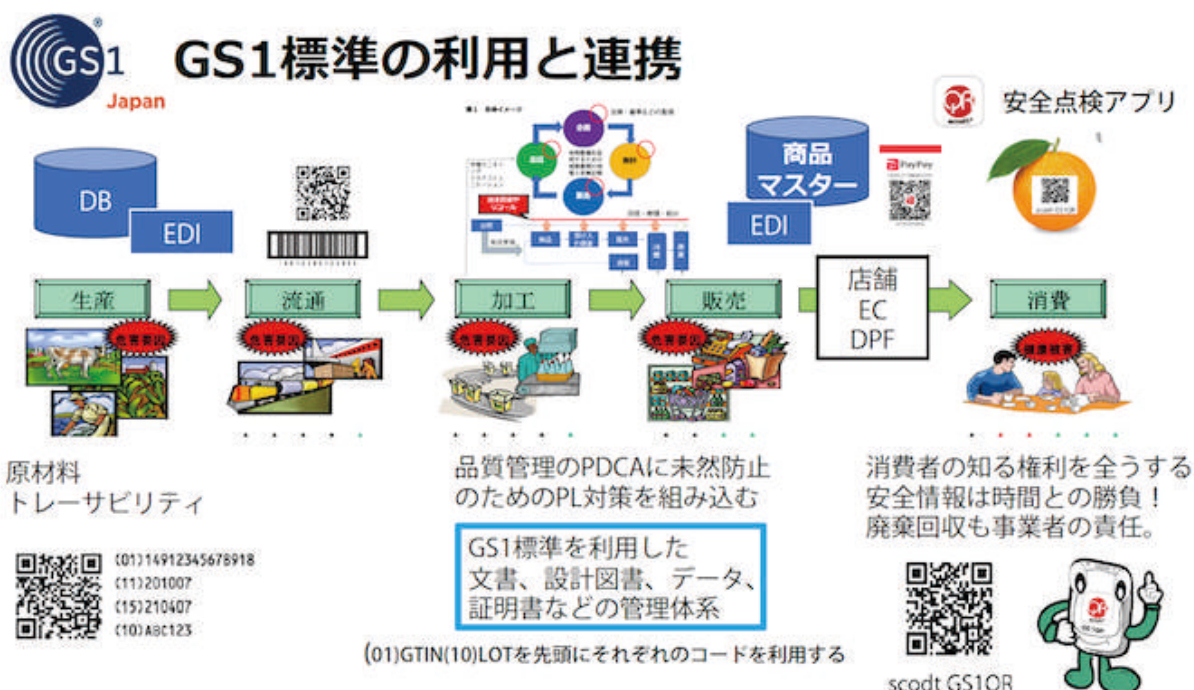 GS1
Japan
GS1標準の利用と連携
安全点検アプリ
DB
EDI
商品
マスター
EDI
PayPay
scodt GS1QR
生産
流通
加工
販売
店舗
EC
DPF
消費
危害要因
危害要因
危害要因
危害要因
健康被害
原材料
トレーサビリティ
(01)14912345678918
(11)201007
(15)210407
(10)ABC123
品質管理のPDCAに未然防止
のためのPL対策を組み込む
GS1標準を利用した
文書、設計図書、データ、
証明書などの管理体系
(01)GTIN(10)LOTを先頭にそれぞれのコードを利用する
消費者の知る権利を全うする
安全情報は時間との勝負！
廃棄回収も事業者の責任。
scodt GS1QR